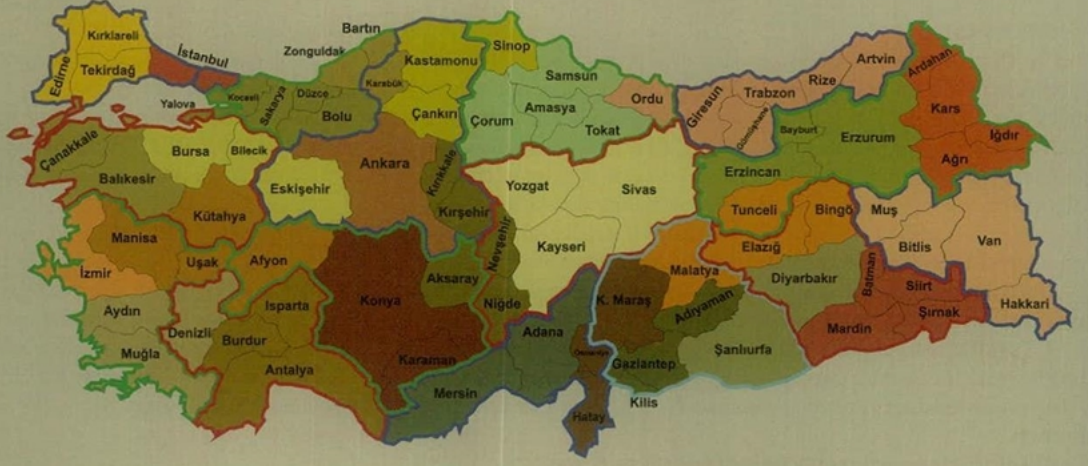 Kırklareli
Edirne
Tekirdağ
İstanbul
Yalova
Kocaeli
Sakarya
Düzce
Bolu
Zonguldak
Bartın
Karabük
Kastamonu
Çankırı
Sinop
Samsun
Çorum
Amasya
Tokat
Ordu
Giresun
Trabzon
Gümüşhane
Rize
Artvin
Ardahan
Kars
Iğdır
Ağrı
Bayburt
Erzurum
Erzincan
Çanakkale
Balıkesir
Bursa
Bilecik
Kütahya
Eskişehir
Ankara
Kırıkkale
Kırşehir
Yozgat
Sivas
Kayseri
Nevşehir
Niğde
Aksaray
Konya
Karaman
Manisa
İzmir
Uşak
Afyon
Aydın
Denizli
Muğla
Isparta
Burdur
Antalya
Mersin
Adana
Osmaniye
Hatay
K. Maraş
Malatya
Adıyaman
Gaziantep
Kilis
Şanlıurfa
Tunceli
Bingö
Elazığ
Diyarbakır
Muş
Bitlis
Van
Hakkari
Batman
Siirt
Şırnak
Mardin